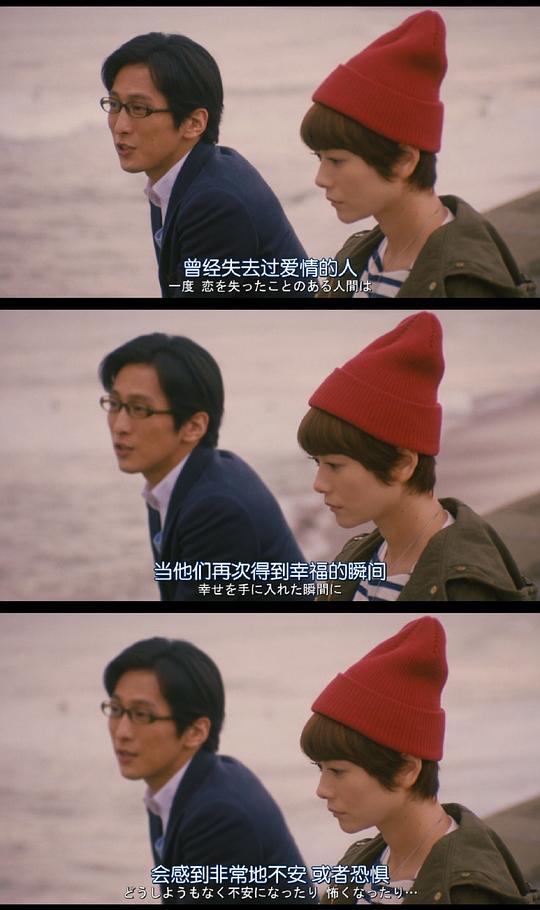 曾经失去过爱情的人
一度 恋を失ったことのある人間は
当他们再次得到幸福的瞬间
幸せを手に入れた瞬間に
会感到非常地不安 或者恐惧
どうしようもなく不安になったり 怖くなったり…